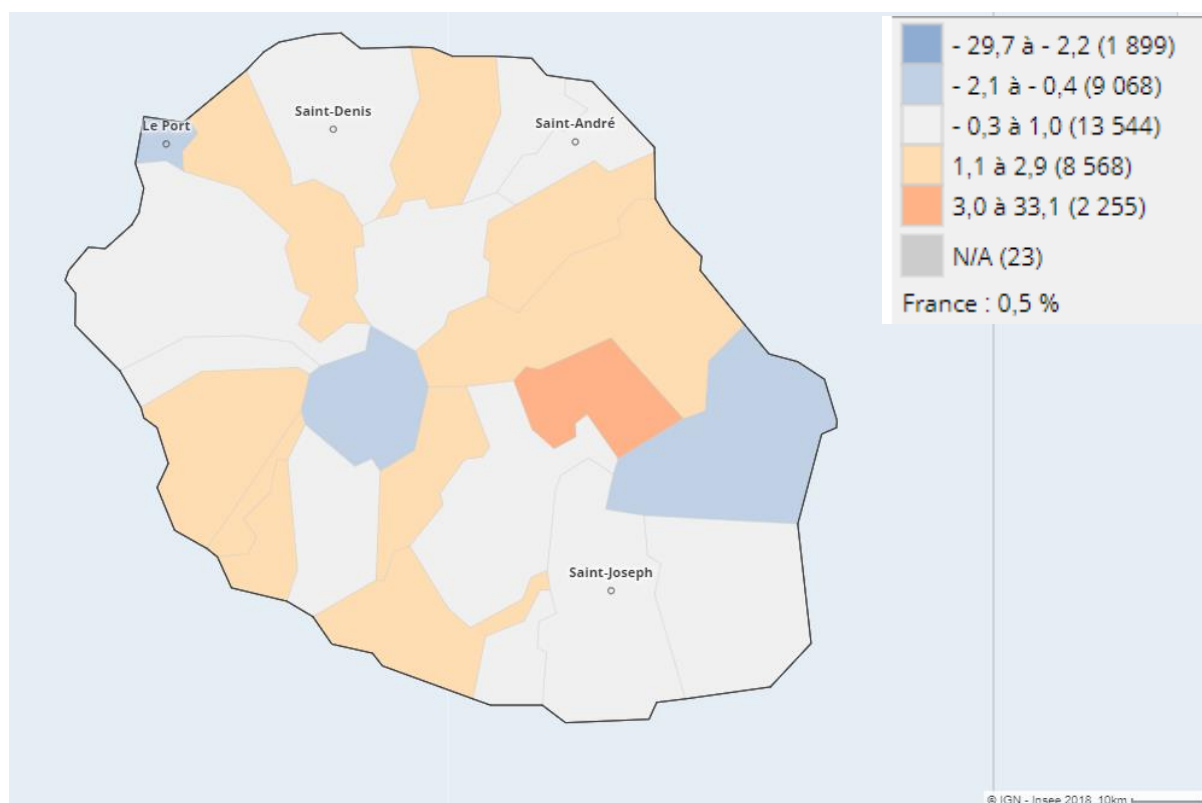 - 29,7 à - 2,2 (1 899)
- 2,1 à - 0,4 (9 068)
- 0,3 à 1,0 (13 544)
1,1 à 2,9 (8 568)
3,0 à 33,1 (2 255)
N/A (23)
France : 0,5 %
Saint-Denis
Le Port
Saint-André
Saint-Joseph
© IGN - Insee 2018 10km